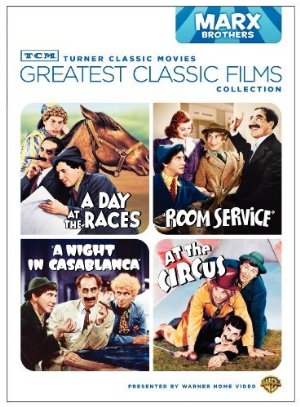 MARX
BROTHERS
TCM
TURNER CLASSIC MOVIES
GREATEST CLASSIC FILMS
COLLECTION
A DAY
AT THE
RACES
ROOM SERVICE
A NIGHT
IN CASABLANCA
AT THE
CIRCUS
PRESENTED BY WARNER HOME VIDEO